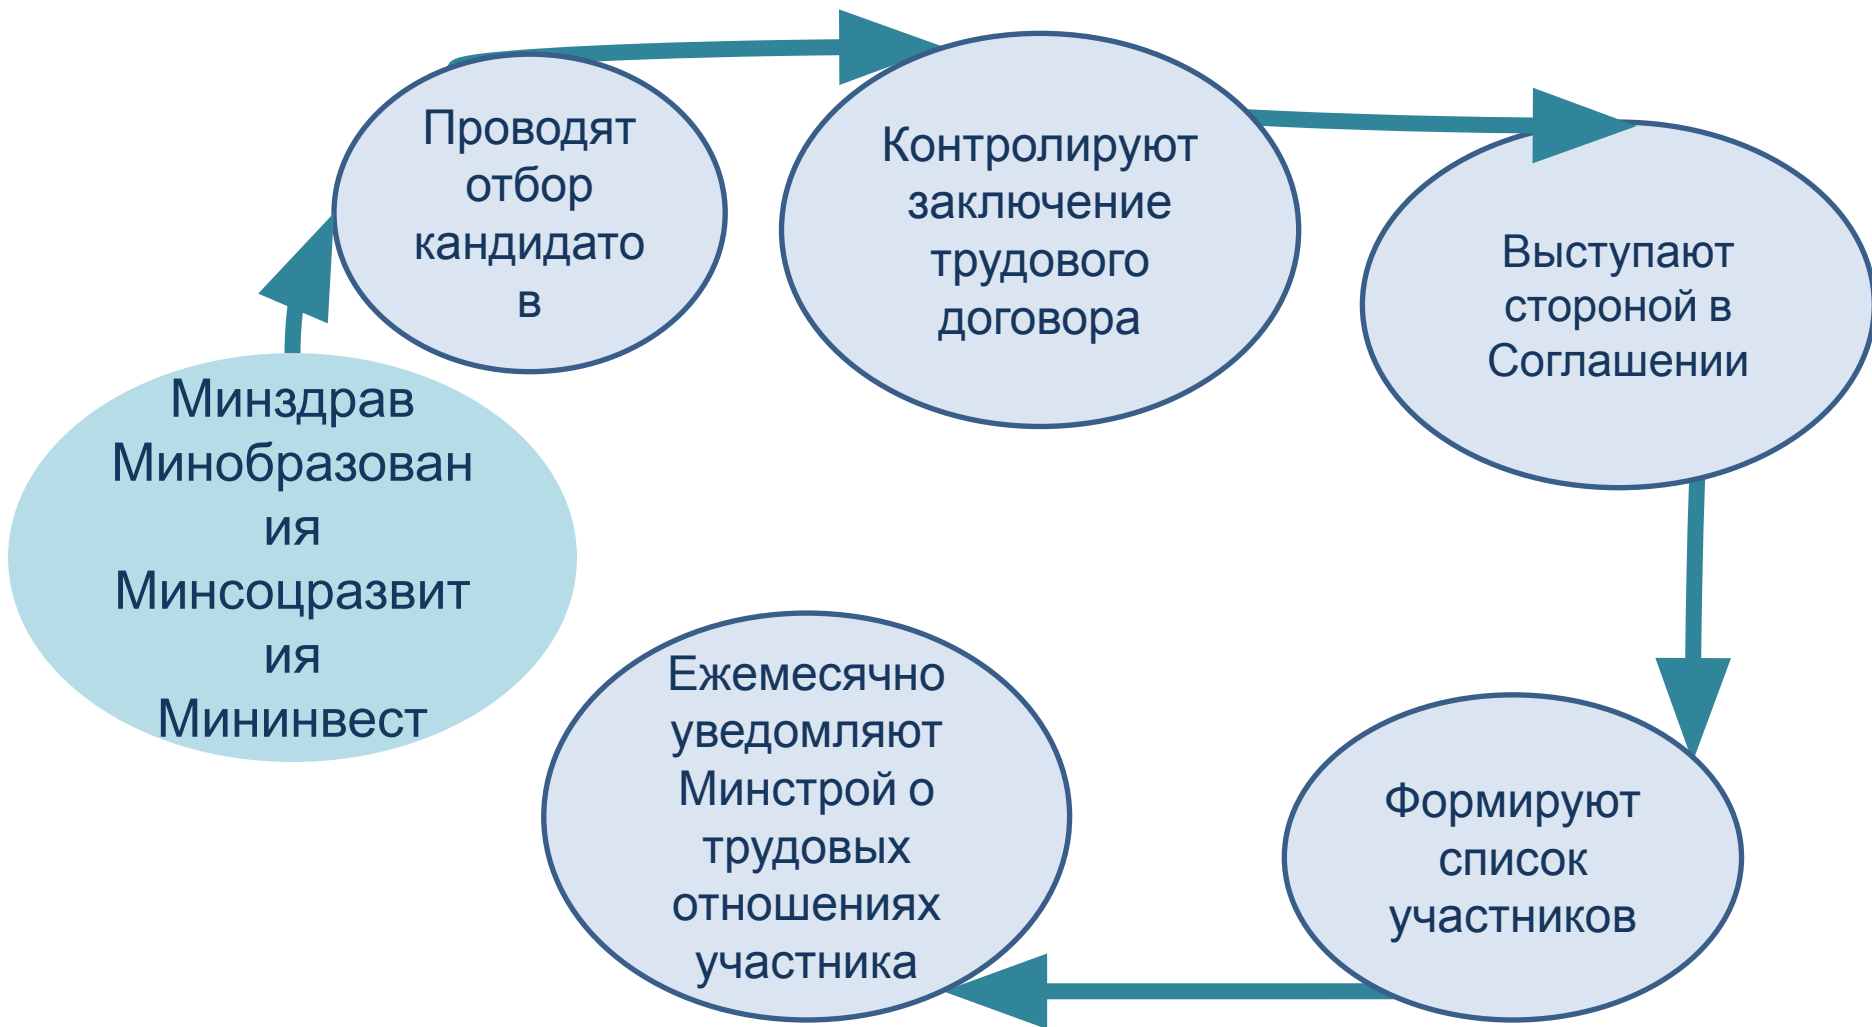 Проводят
отбор
кандидато
в
Контролируют
заключение
трудового
договора
Выступают
стороной в
Соглашении
Минздрав
Минобразован
ия
Минсоцразвит
ия
Мининвест
Ежемесячно
уведомляют
Минстрой о
трудовых
отношениях
участника
Формируют
список
участников